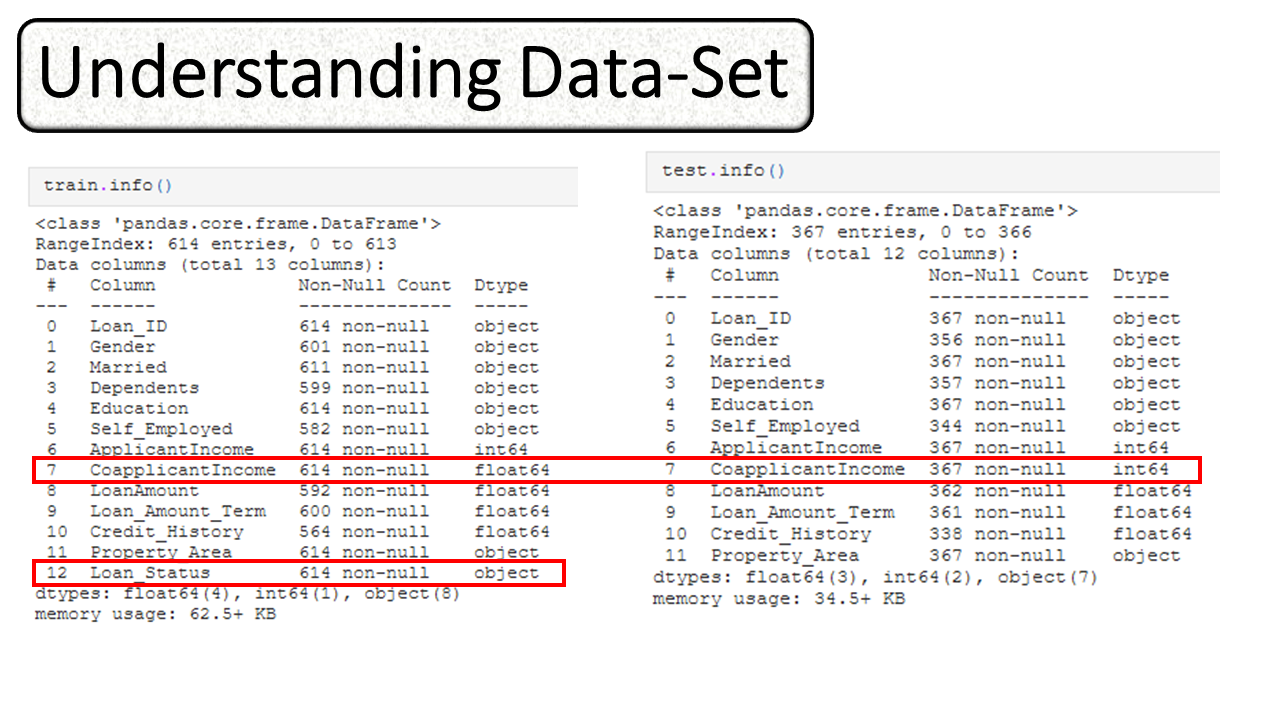 Understanding Data-Set
train.info()
<class 'pandas.core.frame.DataFrame'>
RangeIndex: 614 entries, 0 to 613
Data columns (total 13 columns):
#   Column   Non-Null Count   Dtype
---   ------   --------------   -----
0   Loan_ID   614 non-null   object
1   Gender   601 non-null   object
2   Married   611 non-null   object
3   Dependents   599 non-null   object
4   Education   614 non-null   object
5   Self_Employed   582 non-null   object
6   ApplicantIncome   614 non-null   int64
7   CoapplicantIncome   614 non-null   float64
8   LoanAmount   592 non-null   float64
9   Loan_Amount_Term   600 non-null   float64
10   Credit_History   564 non-null   float64
11   Property_Area   614 non-null   object
12   Loan_Status   614 non-null   object
dtypes: float64(4), int64(1), object(8)
memory usage: 62.5+ KB
test.info()
<class 'pandas.core.frame.DataFrame'>
RangeIndex: 367 entries, 0 to 366
Data columns (total 12 columns):
#   Column   Non-Null Count   Dtype
---   ------   --------------   -----
0   Loan_ID   367 non-null   object
1   Gender   356 non-null   object
2   Married   367 non-null   object
3   Dependents   357 non-null   object
4   Education   367 non-null   object
5   Self_Employed   344 non-null   object
6   ApplicantIncome   367 non-null   int64
7   CoapplicantIncome   367 non-null   int64
8   LoanAmount   362 non-null   float64
9   Loan_Amount_Term   361 non-null   float64
10   Credit_History   338 non-null   float64
11   Property_Area   367 non-null   object
dtypes: float64(3), int64(2), object(7)
memory usage: 34.5+ KB